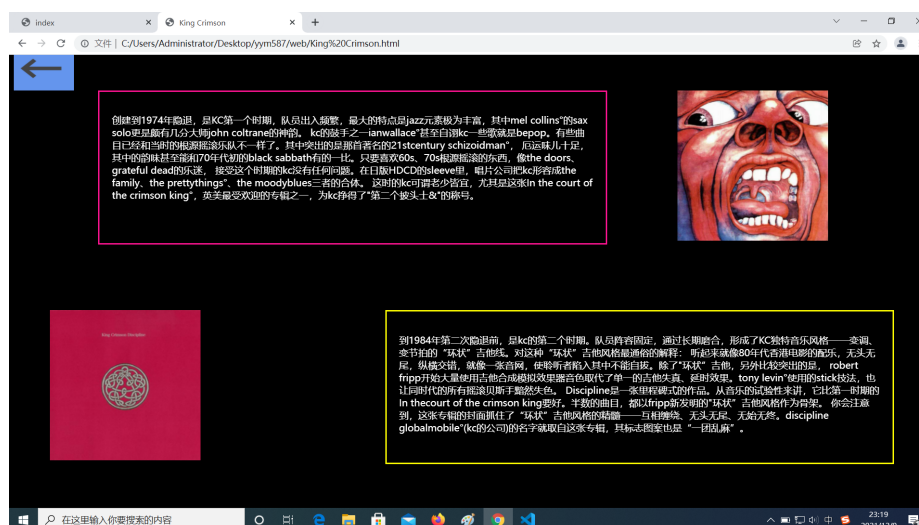 index
King Crimson
文件
C:/Users/Administrator/Desktop/yym587/web/King%20Crimson.html
创建到1974年隐退，是KC第一个时期，队员出入频繁，最大的特点是jazz元素极为丰富，其中mel collins"的sax
solo更是颇有几分大师john coltrane的神韵。 kc的鼓手之一ianwallace"甚至自诩kc一些歌就是bepop。有些曲
目已经和当时的根源摇滚乐队不一样了。其中突出的是那首著名的21stcentury schizoidman"， 厄运味儿十足，
其中的韵味甚至能和70年代初的black sabbath有的一比。只要喜欢60s、70s根源摇滚的东西，像the doors、
grateful dead的乐迷， 接受这个时期的kc没有任何问题。在日版HDCD的sleeve里，唱片公司把kc形容成the
family、the prettythings"、the moodyblues三者的合体。 这时的kc可谓老少皆宜，尤其是这张In the court of
the crimson king"，英美最受欢迎的专辑之一，为kc挣得了"第二个披头士&"的称号。
King Crimson Discipline
到1984年第二次隐退前，是kc的第二个时期。队员阵容固定，通过长期磨合，形成了KC独特音乐风格——变调、
变节拍的 "环状" 吉他线。对这种 "环状" 吉他风格最通俗的解释： 听起来就像80年代香港电影的配乐，无头无
尾，纵横交错，就像一张音网，使聆听者陷入其中不能自拔。除了"环状" 吉他，另外比较突出的是， robert
fripp开始大量使用吉他合成模拟效果器音色取代了单一的吉他失真、延时效果。tony levin"使用的stick技法，也
让同时代的所有摇滚贝斯手黯然失色。 Discipline是一张里程碑式的作品。从音乐的试验性来讲，它比第一时期的
In thecourt of the crimson king要好。半数的曲目，都以fripp新发明的"环状" 吉他风格作为骨架。 你会注意
到，这张专辑的封面抓住了 "环状" 吉他风格的精髓——互相缠绕、无头无尾、无始无终。discipline
globalmobile"(kc的公司)的名字就取自这张专辑，其标志图案也是 "一团乱麻" 。
在这里输入你要搜索的内容
中
23:19